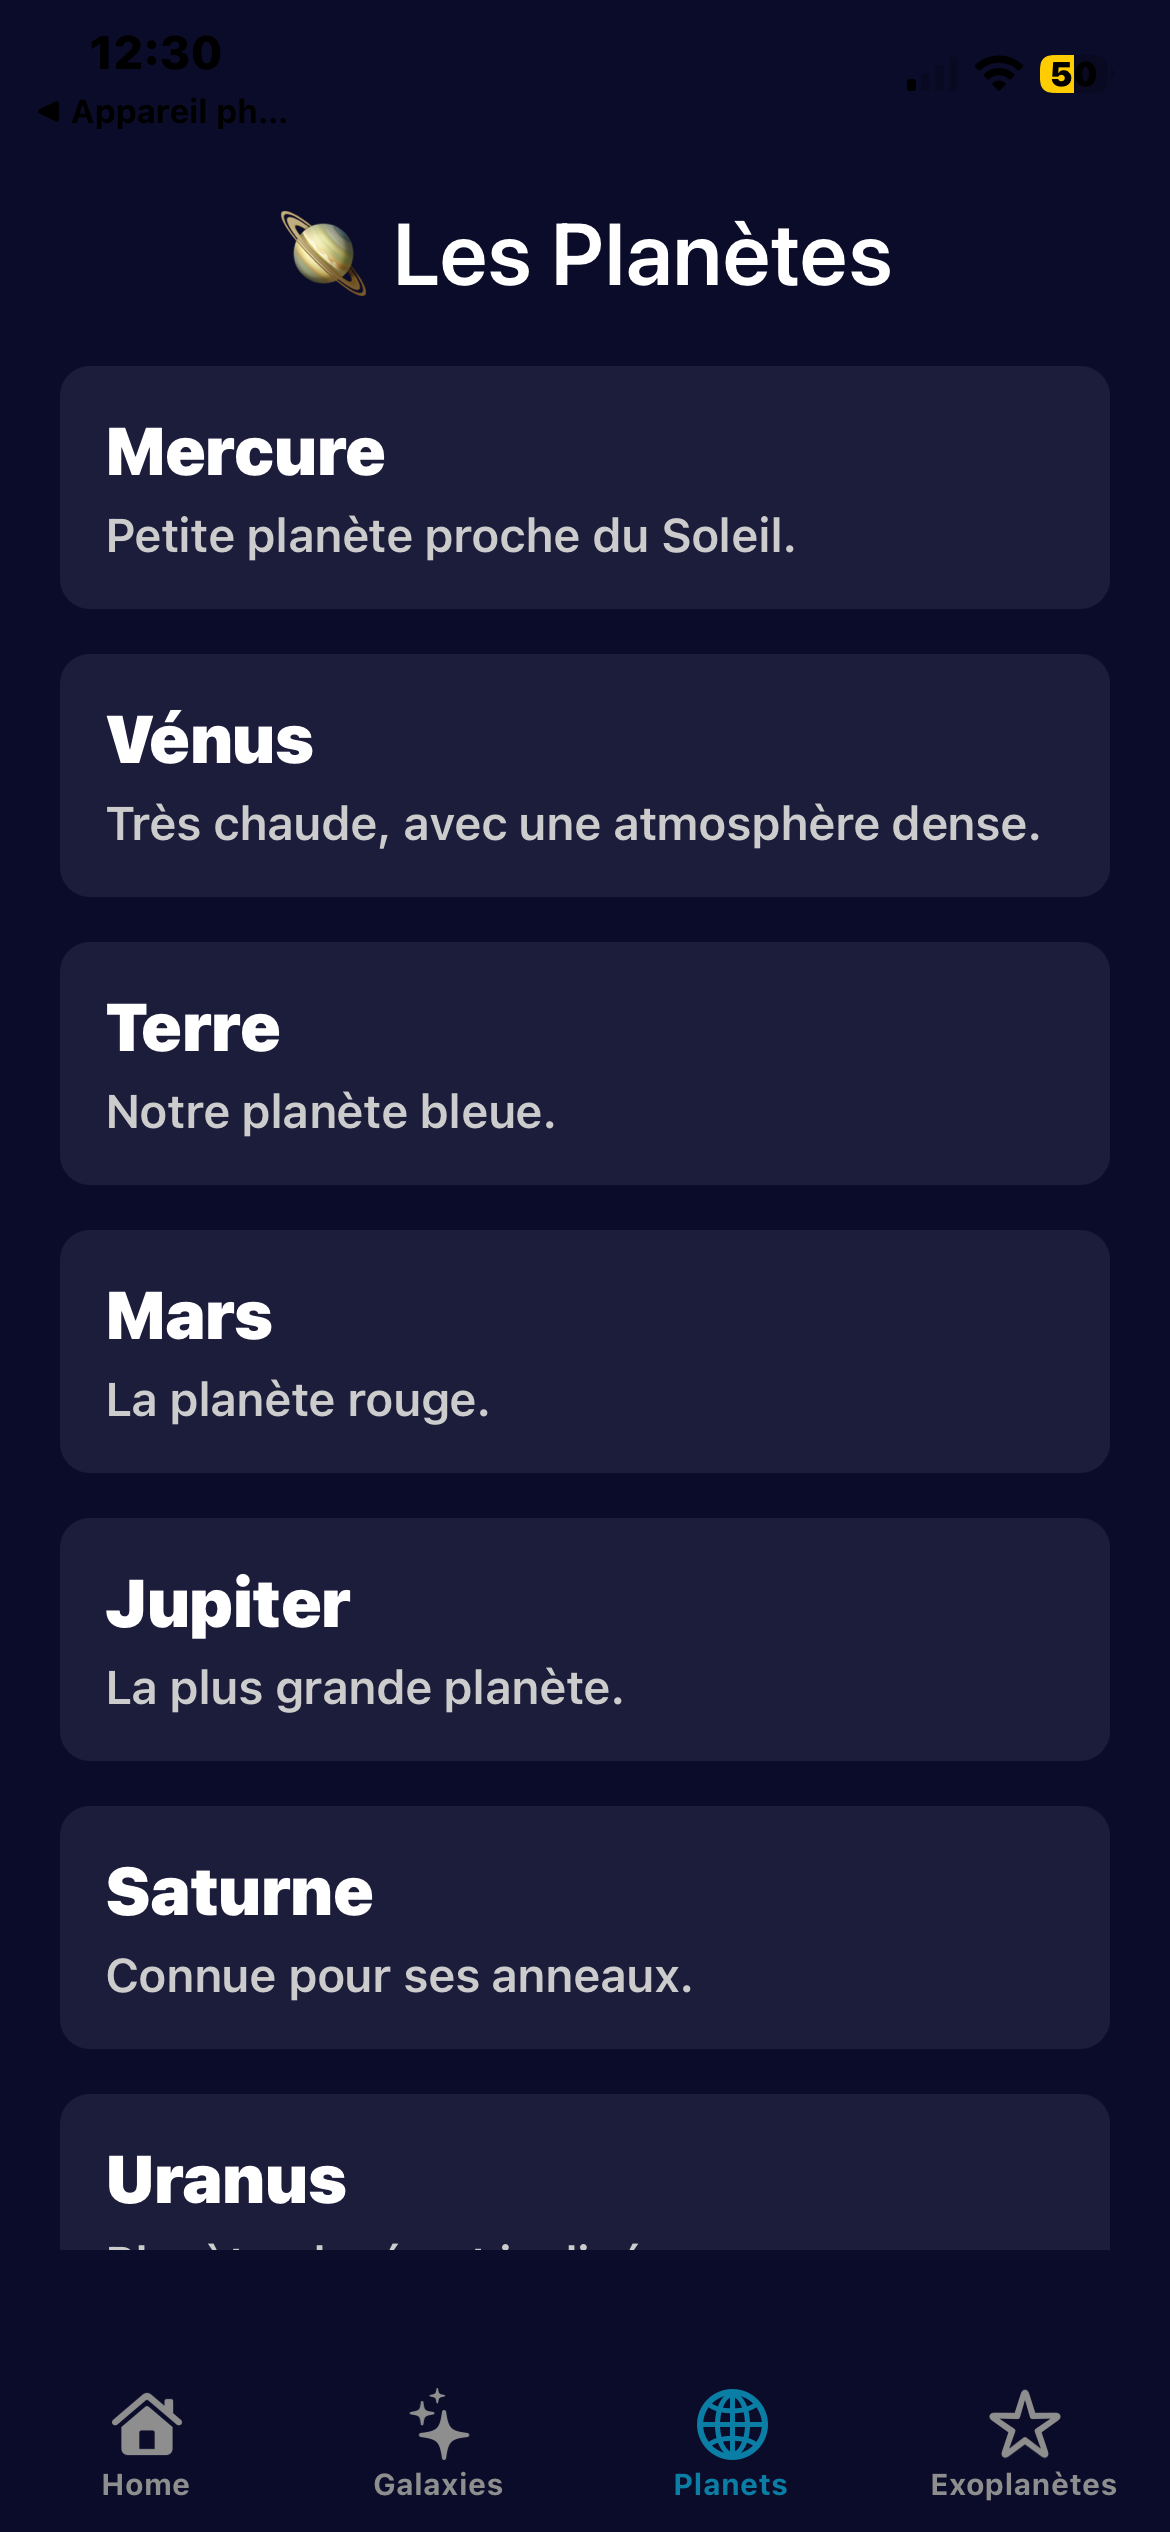 12:30
50
◀ Appareil ph...
🪐 Les Planètes
Mercure
Petite planète proche du Soleil.
Vénus
Très chaude, avec une atmosphère dense.
Terre
Notre planète bleue.
Mars
La planète rouge.
Jupiter
La plus grande planète.
Saturne
Connue pour ses anneaux.
Uranus
Home
Galaxies
Planets
Exoplanètes